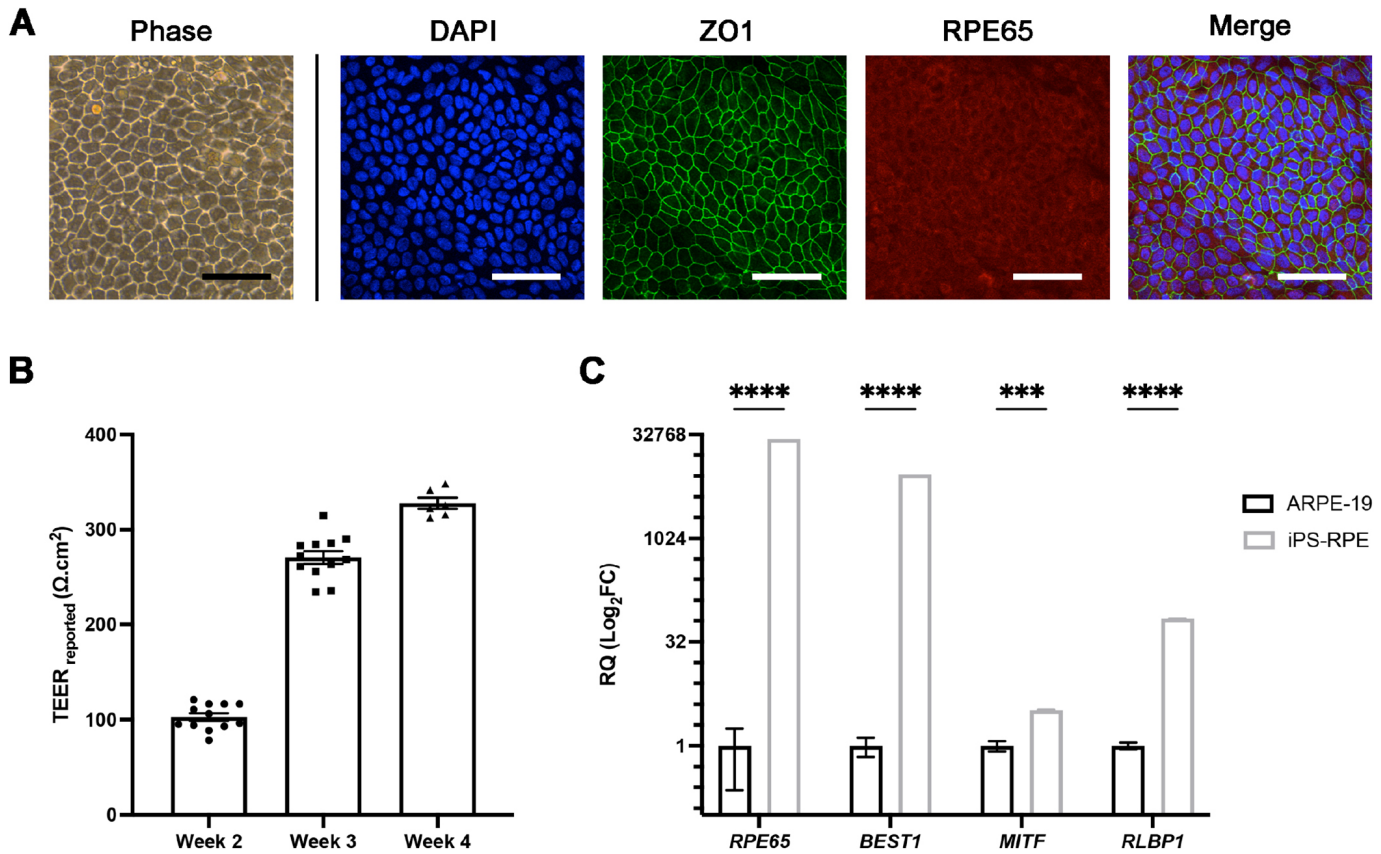 A
Phase
DAPI
ZO1
RPE65
Merge
B
TEER reported (Ω.cm2)
400
300
200
100
0
Week 2
Week 3
Week 4
C
**** **** *** ****
RQ (Log2FC)
32768
1024
32
1
RPE65
BEST1
MITF
RLBP1
ARPE-19
iPS-RPE